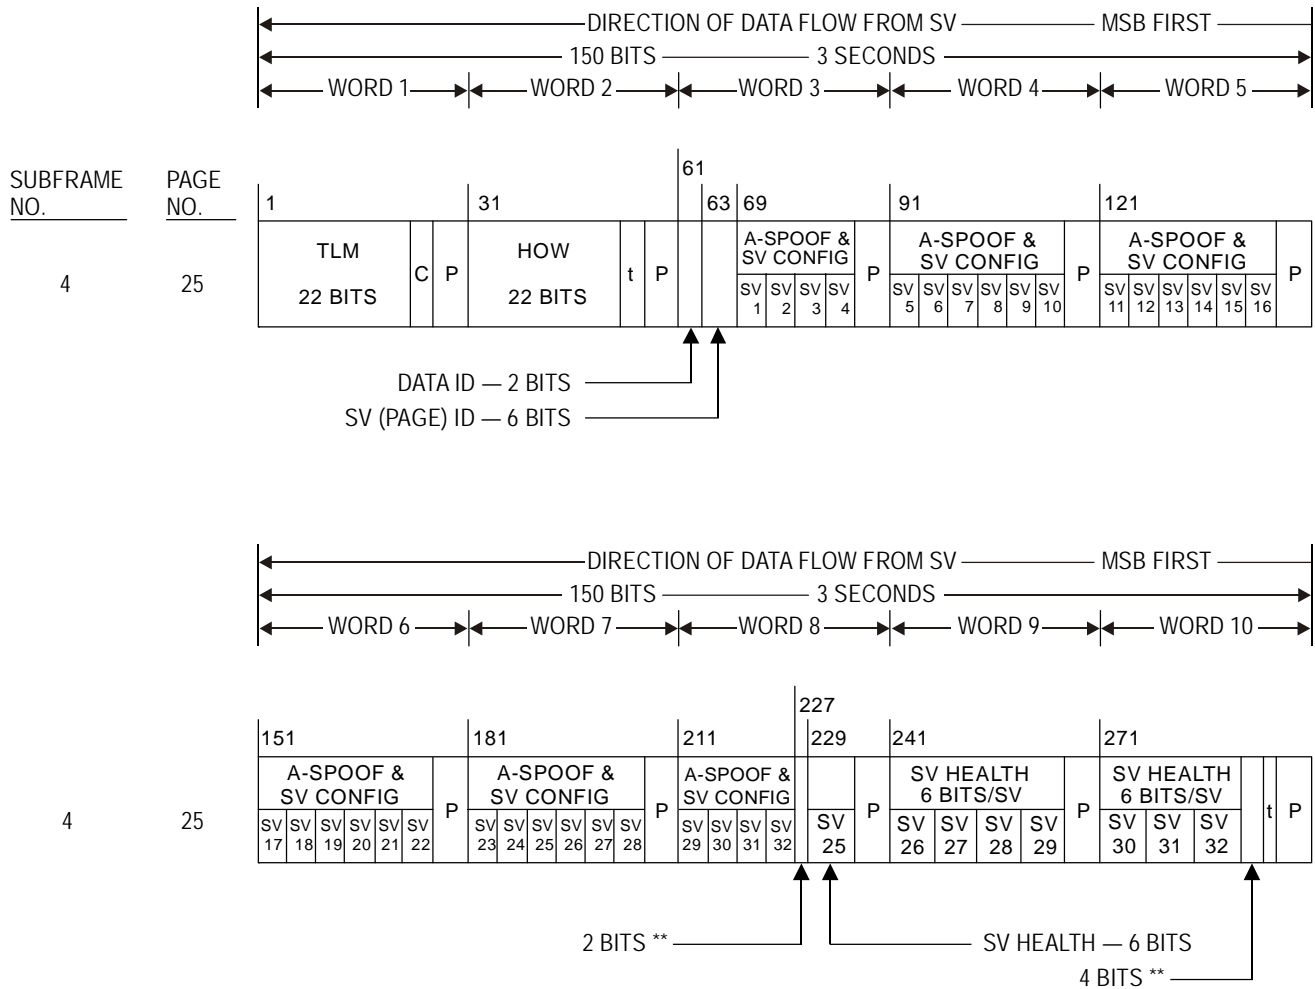 DIRECTION OF DATA FLOW FROM SV MSB FIRST
150 BITS 3 SECONDS
WORD 1 WORD 2 WORD 3 WORD 4 WORD 5
SUBFRAME NO.
PAGE NO.
61
1 31 63 69 91 121
4
25
TLM
22 BITS
C
P
HOW
22 BITS
t
P
A-SPOOF &
SV CONFIG
SV 1 SV 2 SV 3 SV 4
P
A-SPOOF &
SV CONFIG
SV 5 SV 6 SV 7 SV 8 SV 9 SV 10
P
A-SPOOF &
SV CONFIG
SV 11 SV 12 SV 13 SV 14 SV 15 SV 16
P
DATA ID — 2 BITS
SV (PAGE) ID — 6 BITS
DIRECTION OF DATA FLOW FROM SV MSB FIRST
150 BITS 3 SECONDS
WORD 6 WORD 7 WORD 8 WORD 9 WORD 10
227
151 181 211 229 241 271
4
25
A-SPOOF &
SV CONFIG
SV 17 SV 18 SV 19 SV 20 SV 21 SV 22
P
A-SPOOF &
SV CONFIG
SV 23 SV 24 SV 25 SV 26 SV 27 SV 28
P
A-SPOOF &
SV CONFIG
SV 29 SV 30 SV 31 SV 32
SV 25
P
SV HEALTH
6 BITS/SV
SV 26 SV 27 SV 28 SV 29
P
SV HEALTH
6 BITS/SV
SV 30 SV 31 SV 32
t
P
2 BITS **
SV HEALTH — 6 BITS
4 BITS **